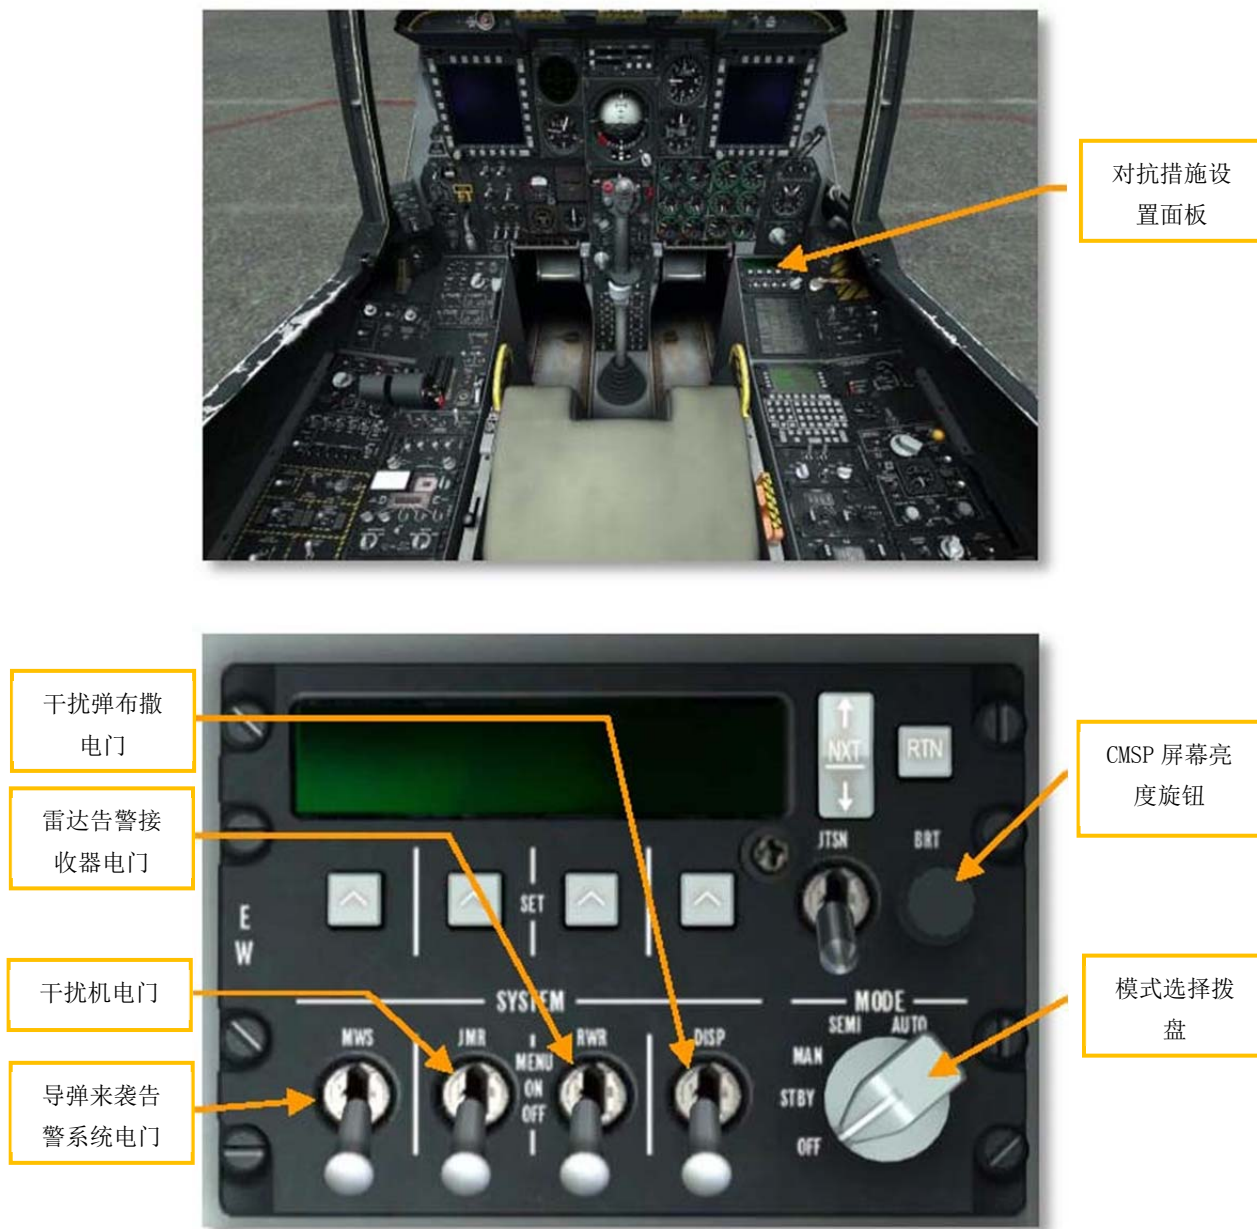 对抗措施设
置面板
干扰弹布撒
电门
雷达告警接
收器电门
干扰机电门
导弹来袭告
警系统电门
CMSP 屏幕亮
度旋钮
模式选择拨
盘
NXT
RTN
JTSN
BRT
SET
E
W
SYSTEM
MODE
SEMI AUTO
MWS
JMR
RWR
DISP
MENU
ON
OFF
MAN
STBY
OFF